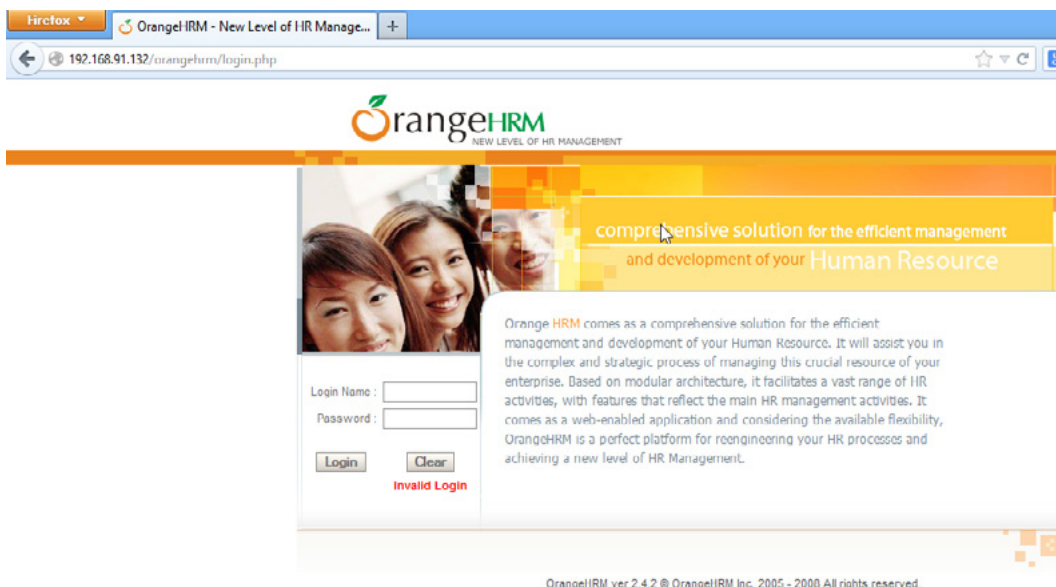 Firefox
OrangeHRM - New Level of HR Manage...
+
192.168.91.132/orangehrm/login.php
OrangeHRM
NEW LEVEL OF HR MANAGEMENT
comprehensive solution for the efficient management
and development of your Human Resource
Orange HRM comes as a comprehensive solution for the efficient
management and development of your Human Resource. It will assist you in
the complex and strategic process of managing this crucial resource of your
enterprise. Based on modular architecture, it facilitates a vast range of HR
activities, with features that reflect the main HR management activities. It
comes as a web-enabled application and considering the available flexibility,
OrangeHRM is a perfect platform for reengineering your HR processes and
achieving a new level of HR Management.
Login Name :
Password :
Login Clear
Invalid Login
OrangeHRM ver 2.4.2 © OrangeHRM Inc. 2005 - 2008 All rights reserved.